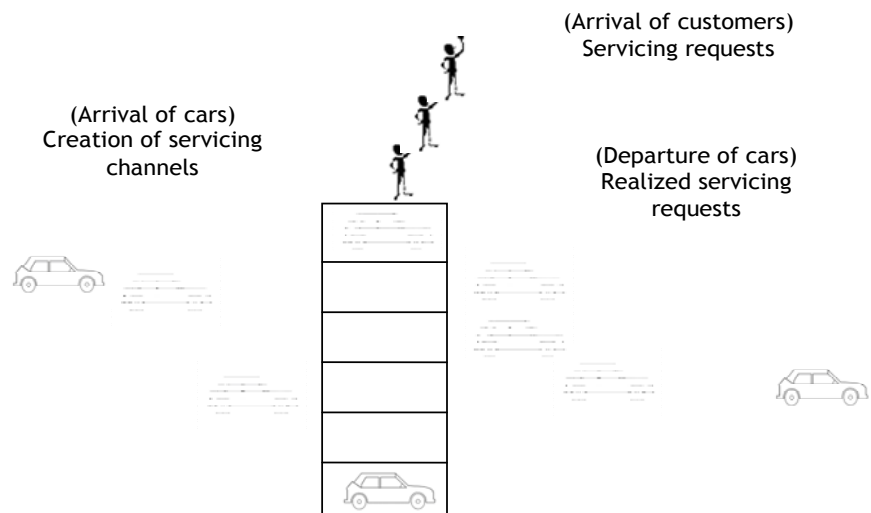 (Arrival of customers)
Servicing requests
(Arrival of cars)
Creation of servicing
channels
(Departure of cars)
Realized servicing
requests